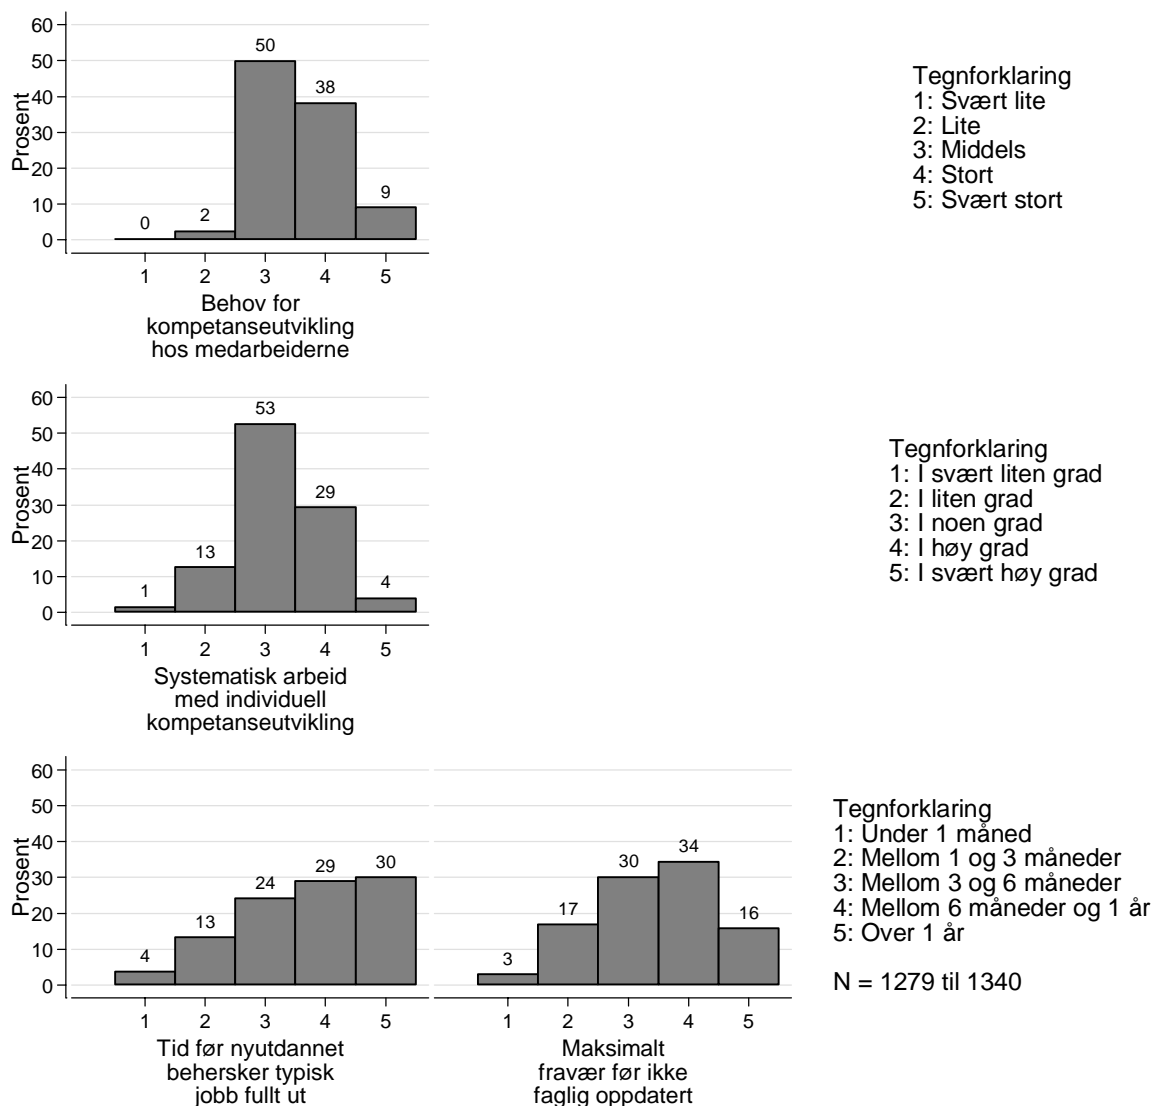 60
50
40
30
20
10
0
Prosent
0
2
50
38
9
1 2 3 4 5
Behov for
kompetanseutvikling
hos medarbeiderne
Tegnforklaring
1: Svært lite
2: Lite
3: Middels
4: Stort
5: Svært stort
60
50
40
30
20
10
0
Prosent
1
13
53
29
4
1 2 3 4 5
Systematisk arbeid
med individuell
kompetanseutvikling
Tegnforklaring
1: I svært liten grad
2: I liten grad
3: I noen grad
4: I høy grad
5: I svært høy grad
60
50
40
30
20
10
0
Prosent
4
13
24
29
30
1 2 3 4 5
Tid før nyutdannet
behersker typisk
jobb fullt ut
3
17
30
34
16
1 2 3 4 5
Maksimalt
fravær før ikke
faglig oppdatert
Tegnforklaring
1: Under 1 måned
2: Mellom 1 og 3 måneder
3: Mellom 3 og 6 måneder
4: Mellom 6 måneder og 1 år
5: Over 1 år
N = 1279 til 1340